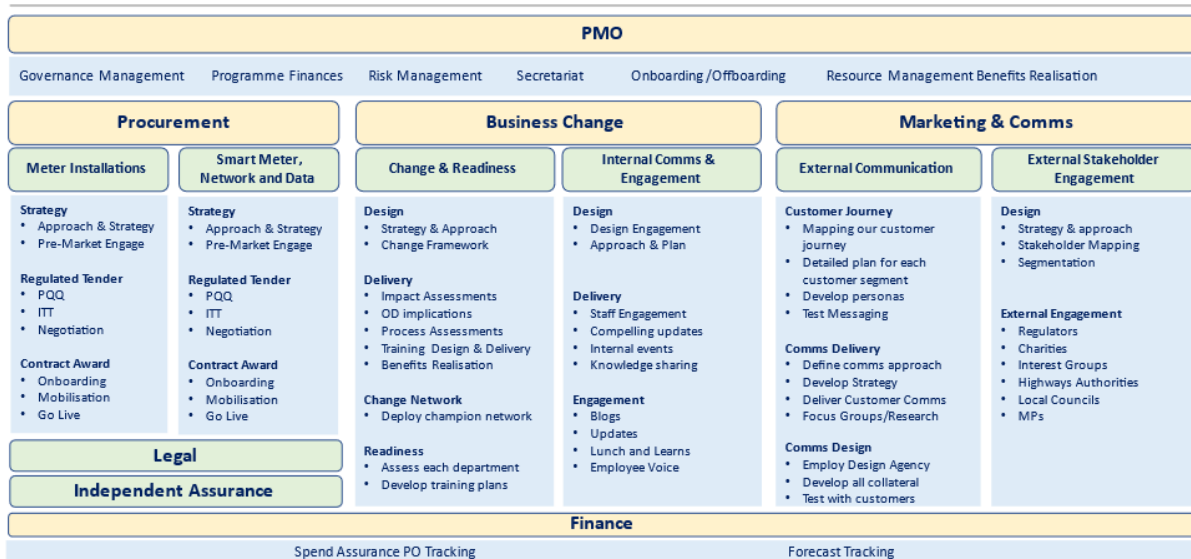 PMO
Governance Management Programme Finances Risk Management Secretariat Onboarding /Offboarding Resource Management Benefits Realisation
Procurement
Meter Installations
Strategy
• Approach & Strategy
• Pre-Market Engage
Regulated Tender
• PQQ
• ITT
• Negotiation
Contract Award
• Onboarding
• Mobilisation
• Go Live
Smart Meter,
Network and Data
Strategy
• Approach & Strategy
• Pre-Market Engage
Regulated Tender
• PQQ
• ITT
• Negotiation
Contract Award
• Onboarding
• Mobilisation
• Go Live
Legal
Independent Assurance
Business Change
Change & Readiness
Design
• Strategy & Approach
• Change Framework
Delivery
• Impact Assessments
• OD implications
• Process Assessments
• Training Design & Delivery
• Benefits Realisation
Change Network
• Deploy champion network
Readiness
• Assess each department
• Develop training plans
Internal Comms &
Engagement
Design
• Design Engagement
• Approach & Plan
Delivery
• Staff Engagement
• Compelling updates
• Internal events
• Knowledge sharing
Engagement
• Blogs
• Updates
• Lunch and Learns
• Employee Voice
Marketing & Comms
External Communication
Customer Journey
• Mapping our customer
journey
• Detailed plan for each
customer segment
• Develop personas
• Test Messaging
Comms Delivery
• Define comms approach
• Develop Strategy
• Deliver Customer Comms
• Focus Groups/Research
Comms Design
• Employ Design Agency
• Develop all collateral
• Test with customers
External Stakeholder
Engagement
Design
• Strategy & approach
• Stakeholder Mapping
• Segmentation
External Engagement
• Regulators
• Charities
• Interest Groups
• Highways Authorities
• Local Councils
• MPs
Finance
Spend Assurance PO Tracking Forecast Tracking